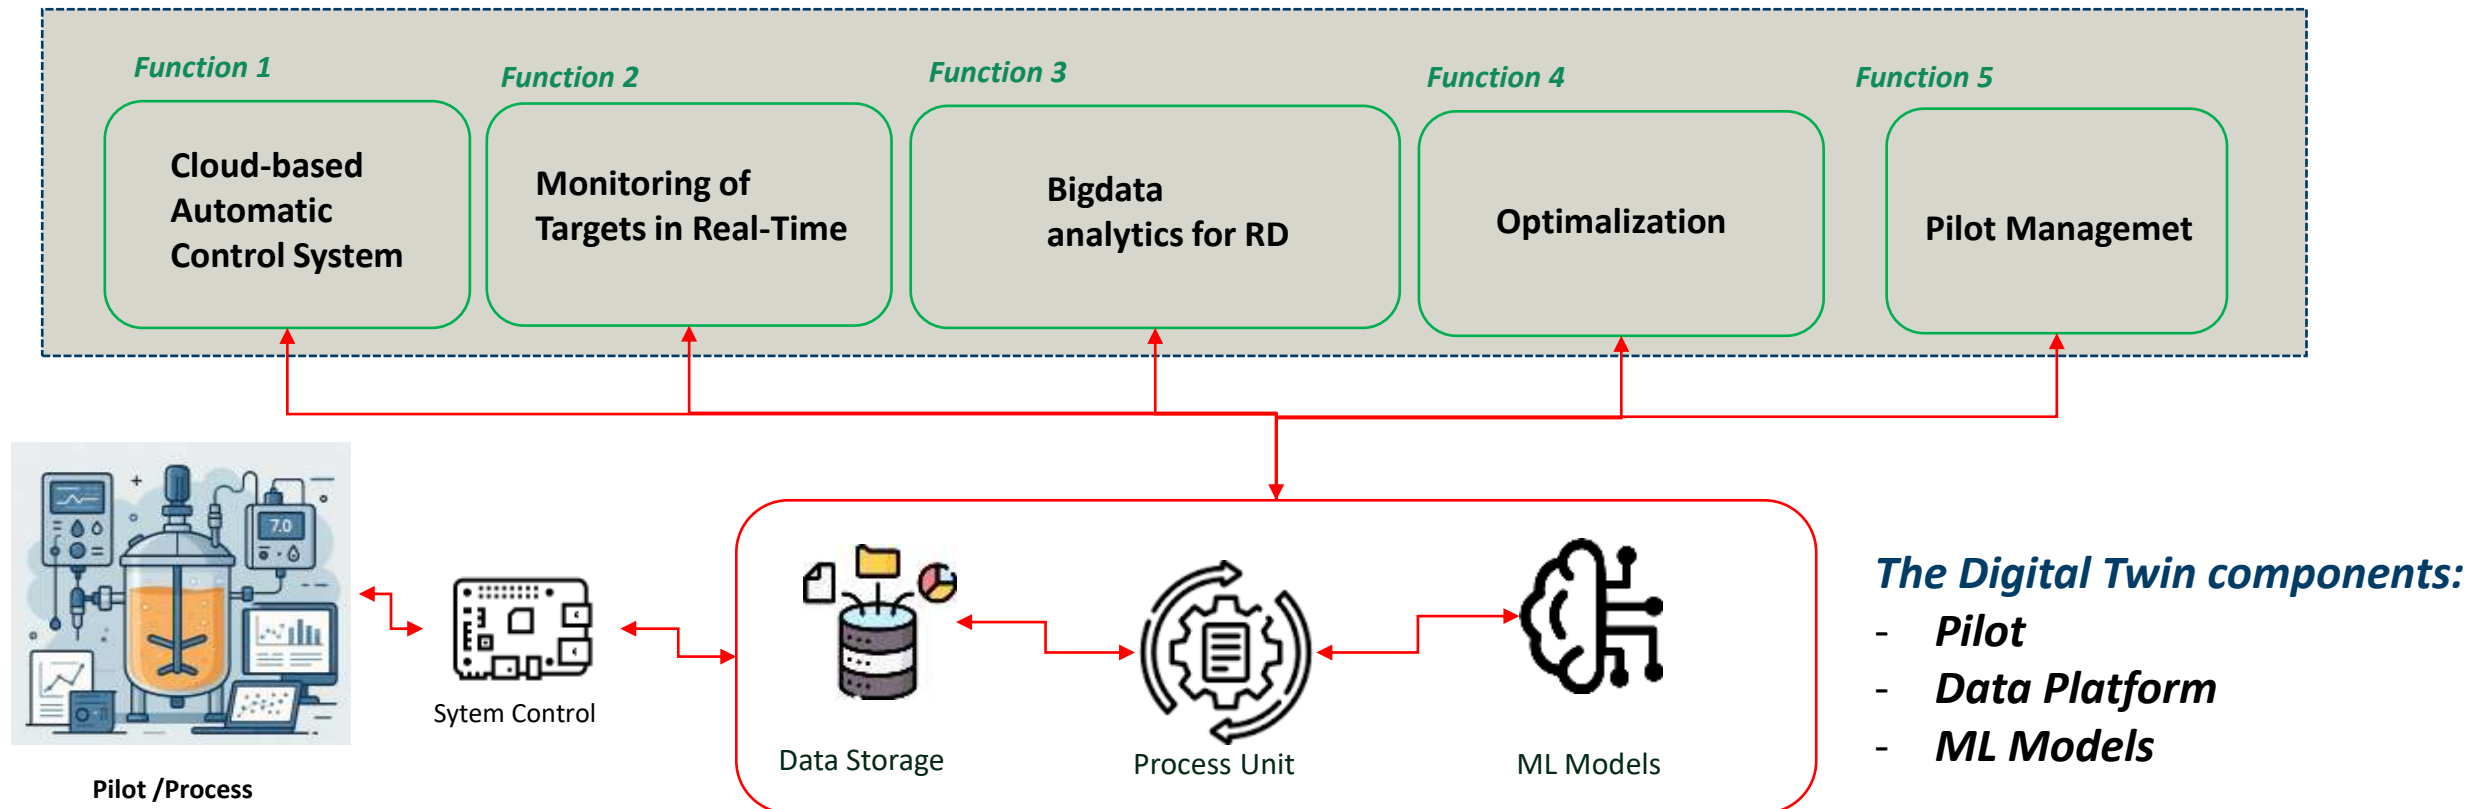 Function 1
Function 2
Function 3
Function 4
Function 5
Cloud-based
Automatic
Control System
Monitoring of
Targets in Real-Time
Bigdata
analytics for RD
Optimalization
Pilot Managemet
7.0
Pilot /Process
Sytem Control
Data Storage
Process Unit
ML Models
The Digital Twin components:
- Pilot
- Data Platform
- ML Models